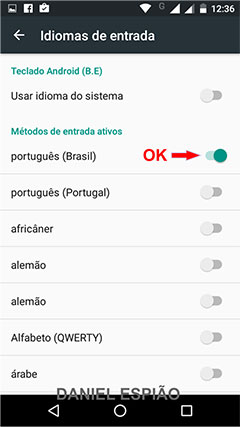 12:36
Idiomas de entrada
Teclado Android (B.E)
Usar idioma do sistema
Métodos de entrada ativos
português (Brasil)
OK
português (Portugal)
africâner
alemão
alemão
Alfabeto (QWERTY)
árabe
DANIEL ESPIÃO